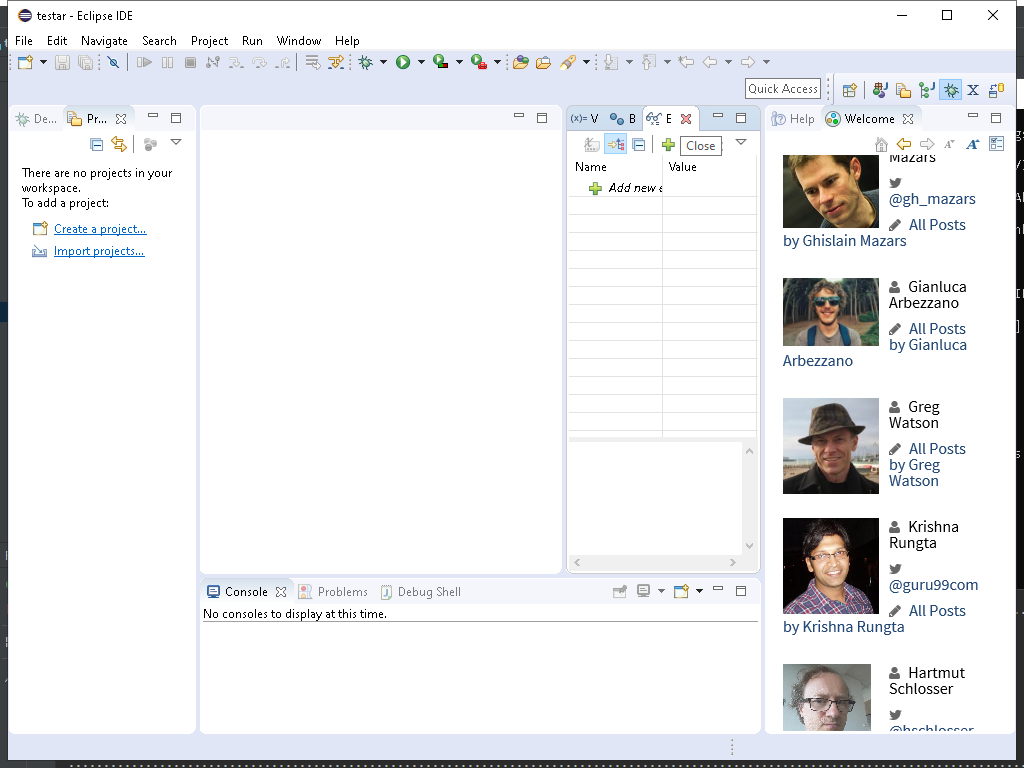 testar - Eclipse IDE
File Edit Navigate Search Project Run Window Help
Quick Access
De...
Pr...
There are no projects in your
workspace.
To add a project:
Create a project...
Import projects...
(x)= V
B
E
Close
Name Value
Add new e
Console
Problems
Debug Shell
No consoles to display at this time.
Help
Welcome
Mazars
@gh_mazars
All Posts
by Ghislain Mazars
Gianluca
Arbezzano
All Posts
by Gianluca
Arbezzano
Greg
Watson
All Posts
by Greg
Watson
Krishna
Rungta
@guru99com
All Posts
by Krishna Rungta
Hartmut
Schlosser
@hschlosser